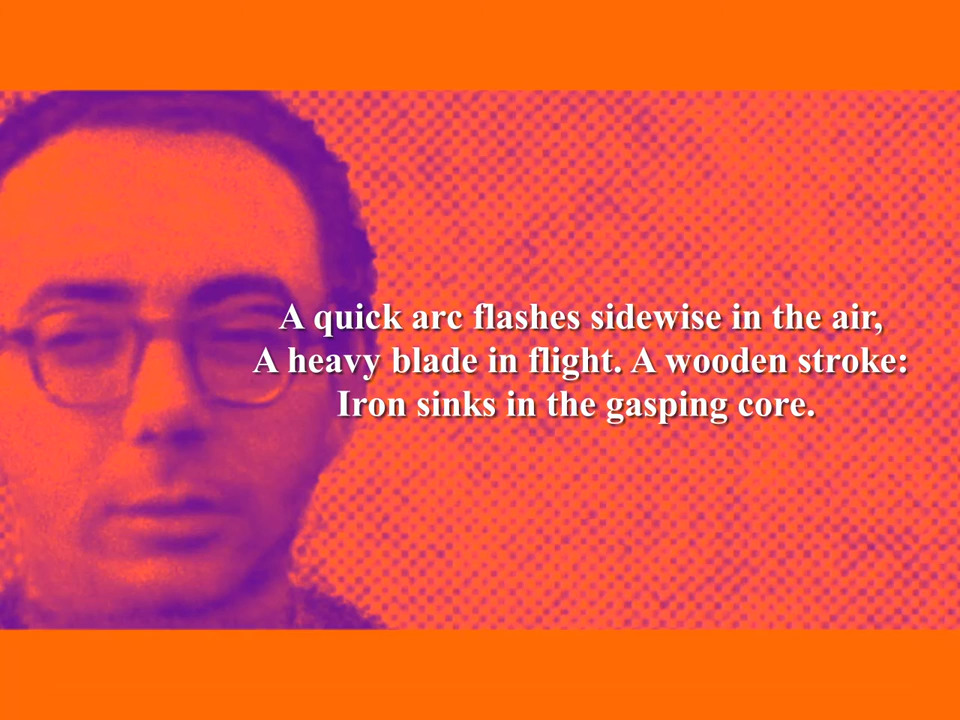 A quick arc flashes sidewise in the air,
A heavy blade in flight. A wooden stroke:
Iron sinks in the gasping core.